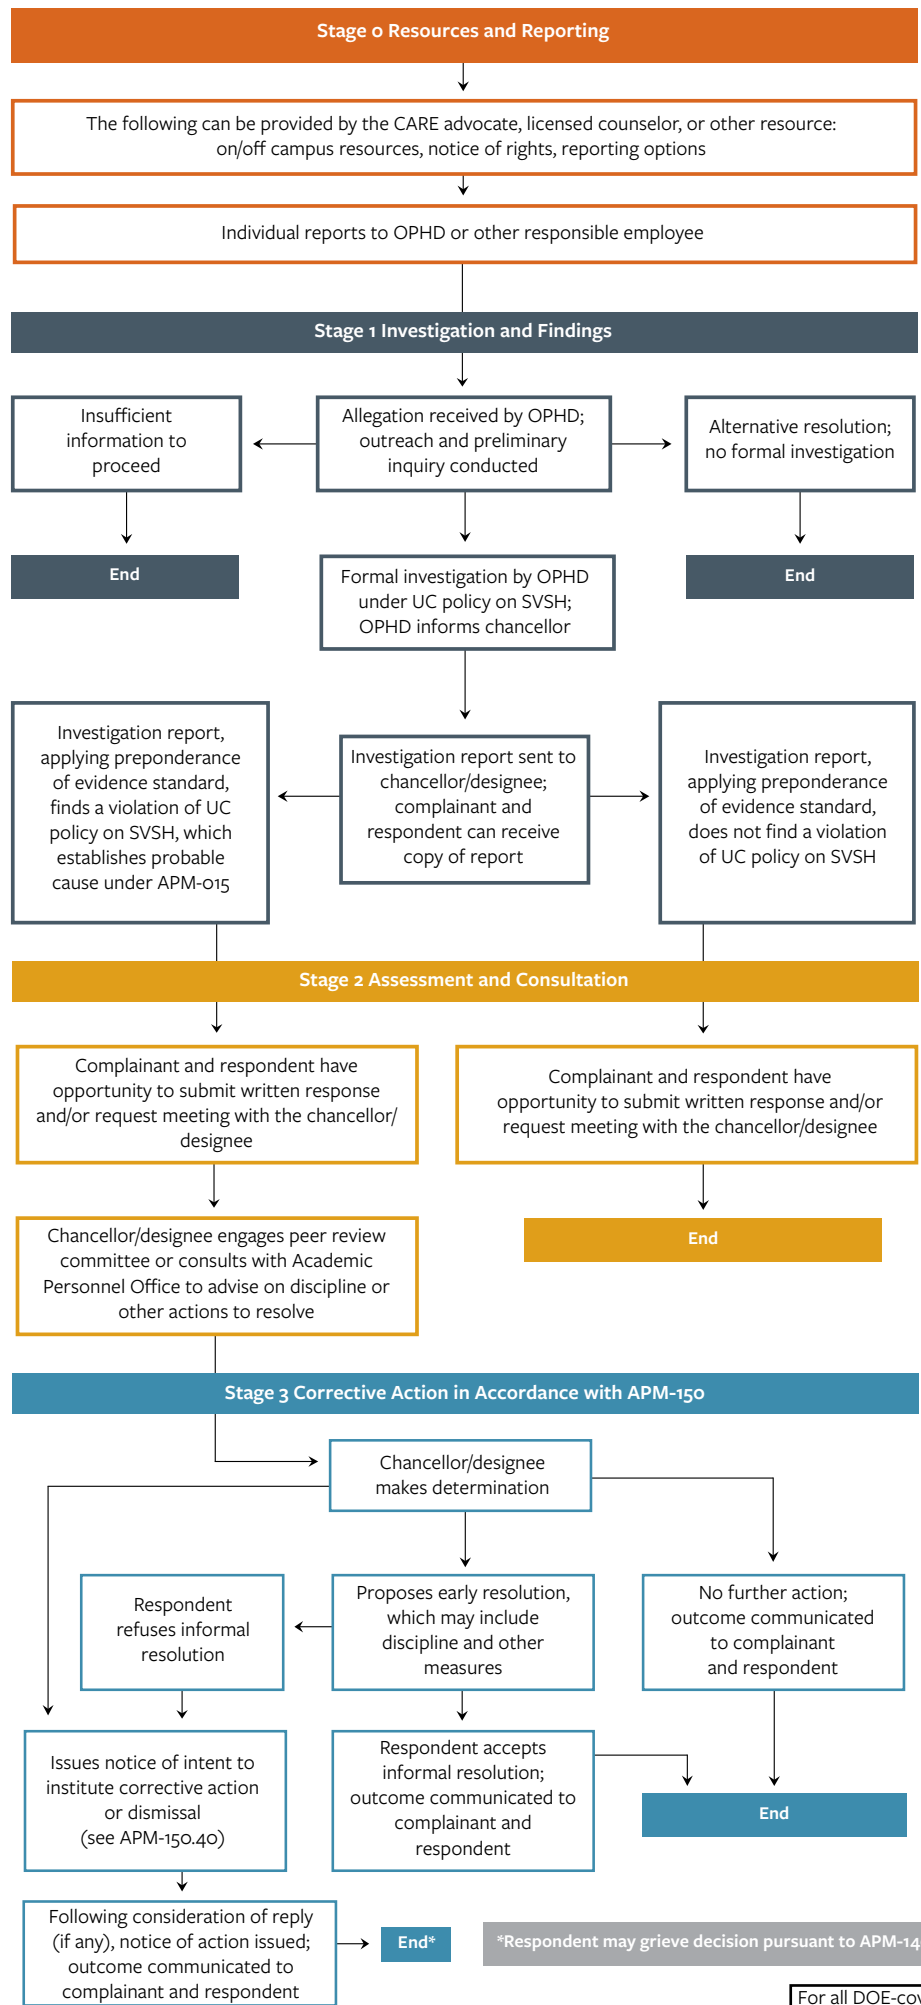 Stage 0 Resources and Reporting
The following can be provided by the CARE advocate, licensed counselor, or other resource:
on/off campus resources, notice of rights, reporting options
Individual reports to OPHD or other responsible employee
Stage 1 Investigation and Findings
Insufficient
information to
proceed
Allegation received by OPHD;
outreach and preliminary
inquiry conducted
Alternative resolution;
no formal investigation
End
Formal investigation by OPHD
under UC policy on SVSH;
OPHD informs chancellor
End
Investigation report,
applying preponderance
of evidence standard,
finds a violation of UC
policy on SVSH, which
establishes probable
cause under APM-015
Investigation report sent to
chancellor/designee;
complainant and
respondent can receive
copy of report
Investigation report,
applying preponderance
of evidence standard,
does not find a violation
of UC policy on SVSH
Stage 2 Assessment and Consultation
Complainant and respondent have
opportunity to submit written response
and/or request meeting with the chancellor/
designee
Complainant and respondent have
opportunity to submit written response and/or
request meeting with the chancellor/designee
Chancellor/designee engages peer review
committee or consults with Academic
Personnel Office to advise on discipline or
other actions to resolve
End
Stage 3 Corrective Action in Accordance with APM-150
Chancellor/designee
makes determination
Respondent
refuses informal
resolution
Proposes early resolution,
which may include
discipline and other
measures
No further action;
outcome communicated
to complainant
and respondent
Issues notice of intent to
institute corrective action
or dismissal
(see APM-150.40)
Respondent accepts
informal resolution;
outcome communicated to
complainant and
respondent
End
Following consideration of reply
(if any), notice of action issued;
outcome communicated to
complainant and respondent
End*
*Respondent may grieve decision pursuant to APM-14
For all DOE-cov